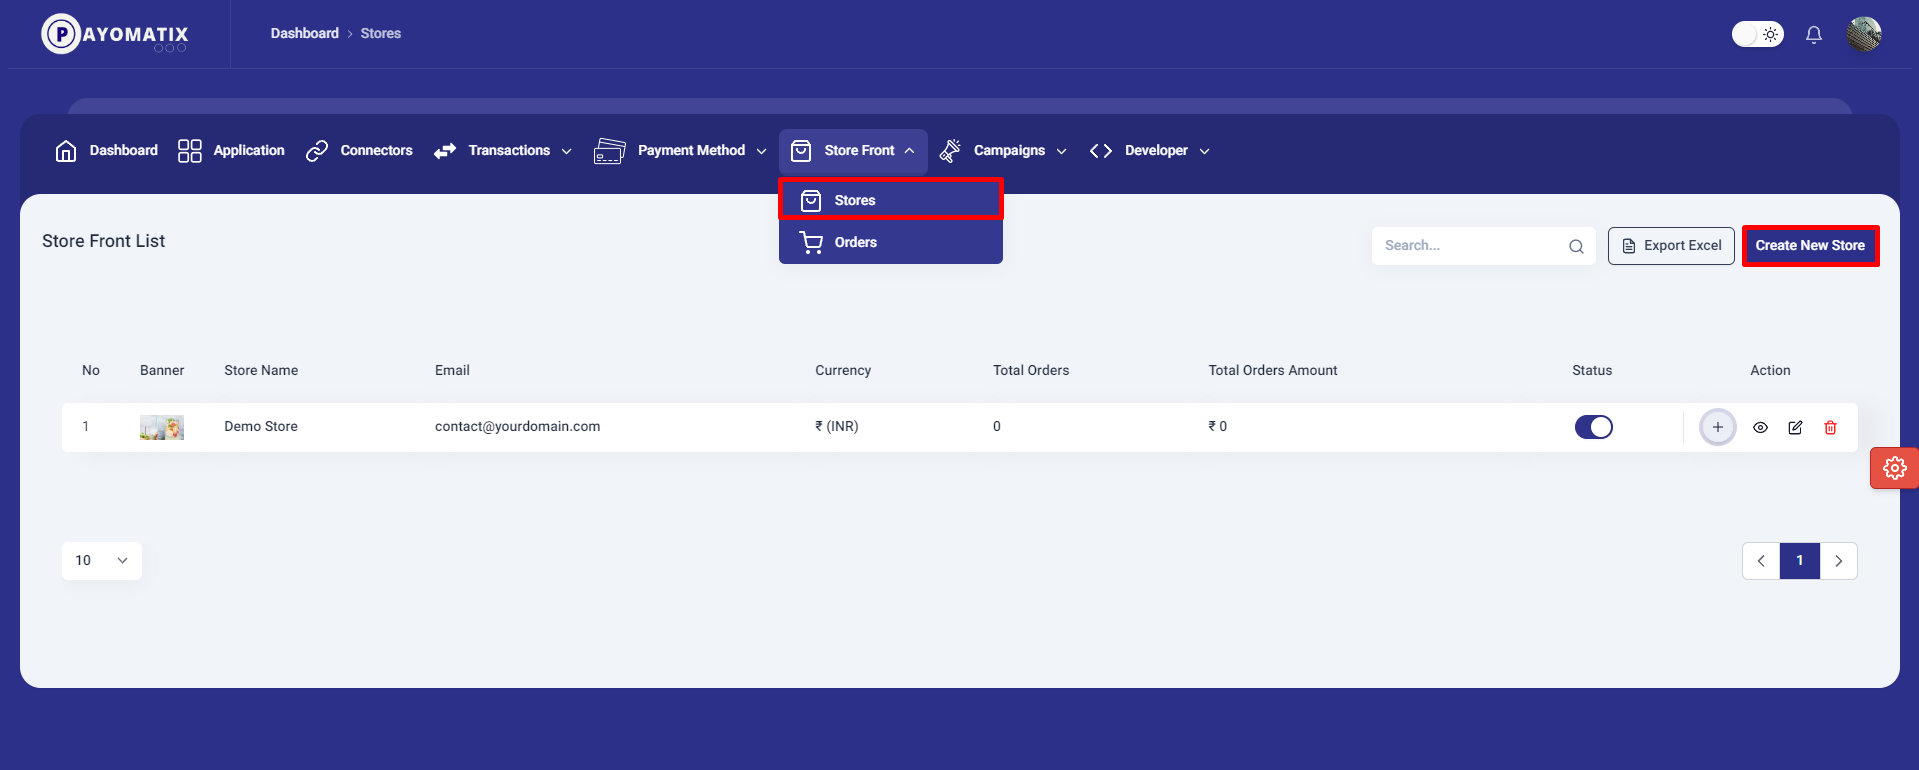 PAYOMATIX
Dashboard > Stores
Dashboard Application Connectors Transactions Payment Method Store Front Campaigns Developer
Stores
Orders
Store Front List
Search...
Export Excel
Create New Store
No Banner Store Name Email Currency Total Orders Total Orders Amount Status Action
1 Demo Store contact@yourdomain.com ₹ (INR) 0 ₹ 0
10
1